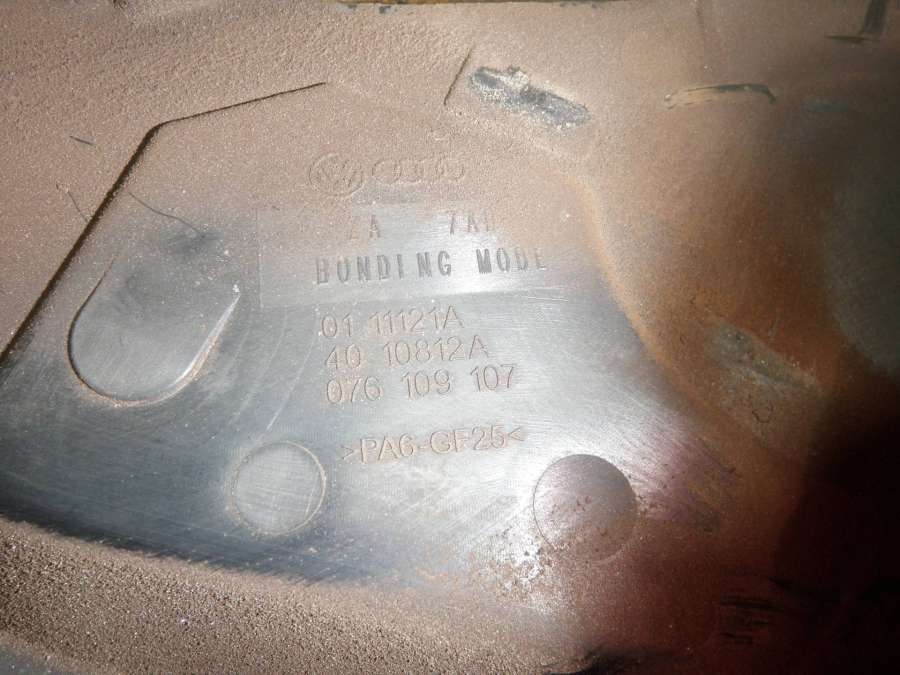 BONDING MODE
01 11121A
40 10812A
076 109 107
>PA6-GF25<